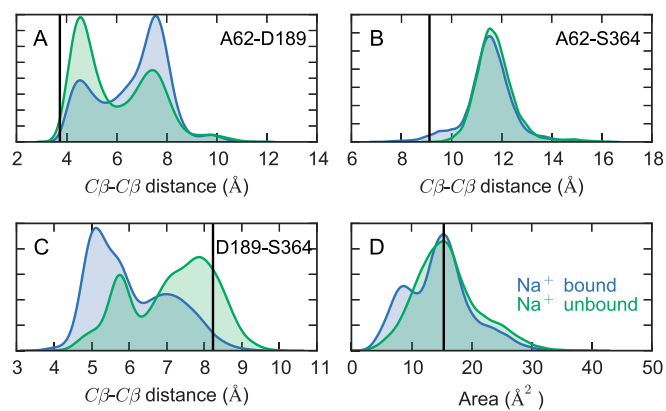 A A62-D189
2 4 6 8 10 12 14
Cβ-Cβ distance (Å)
B A62-S364
6 8 10 12 14 16 18
Cβ-Cβ distance (Å)
C D189-S364
3 4 5 6 7 8 9 10 11
Cβ-Cβ distance (Å)
D
Na⁺ bound
Na⁺ unbound
0 10 20 30 40 50
Area (Å²)